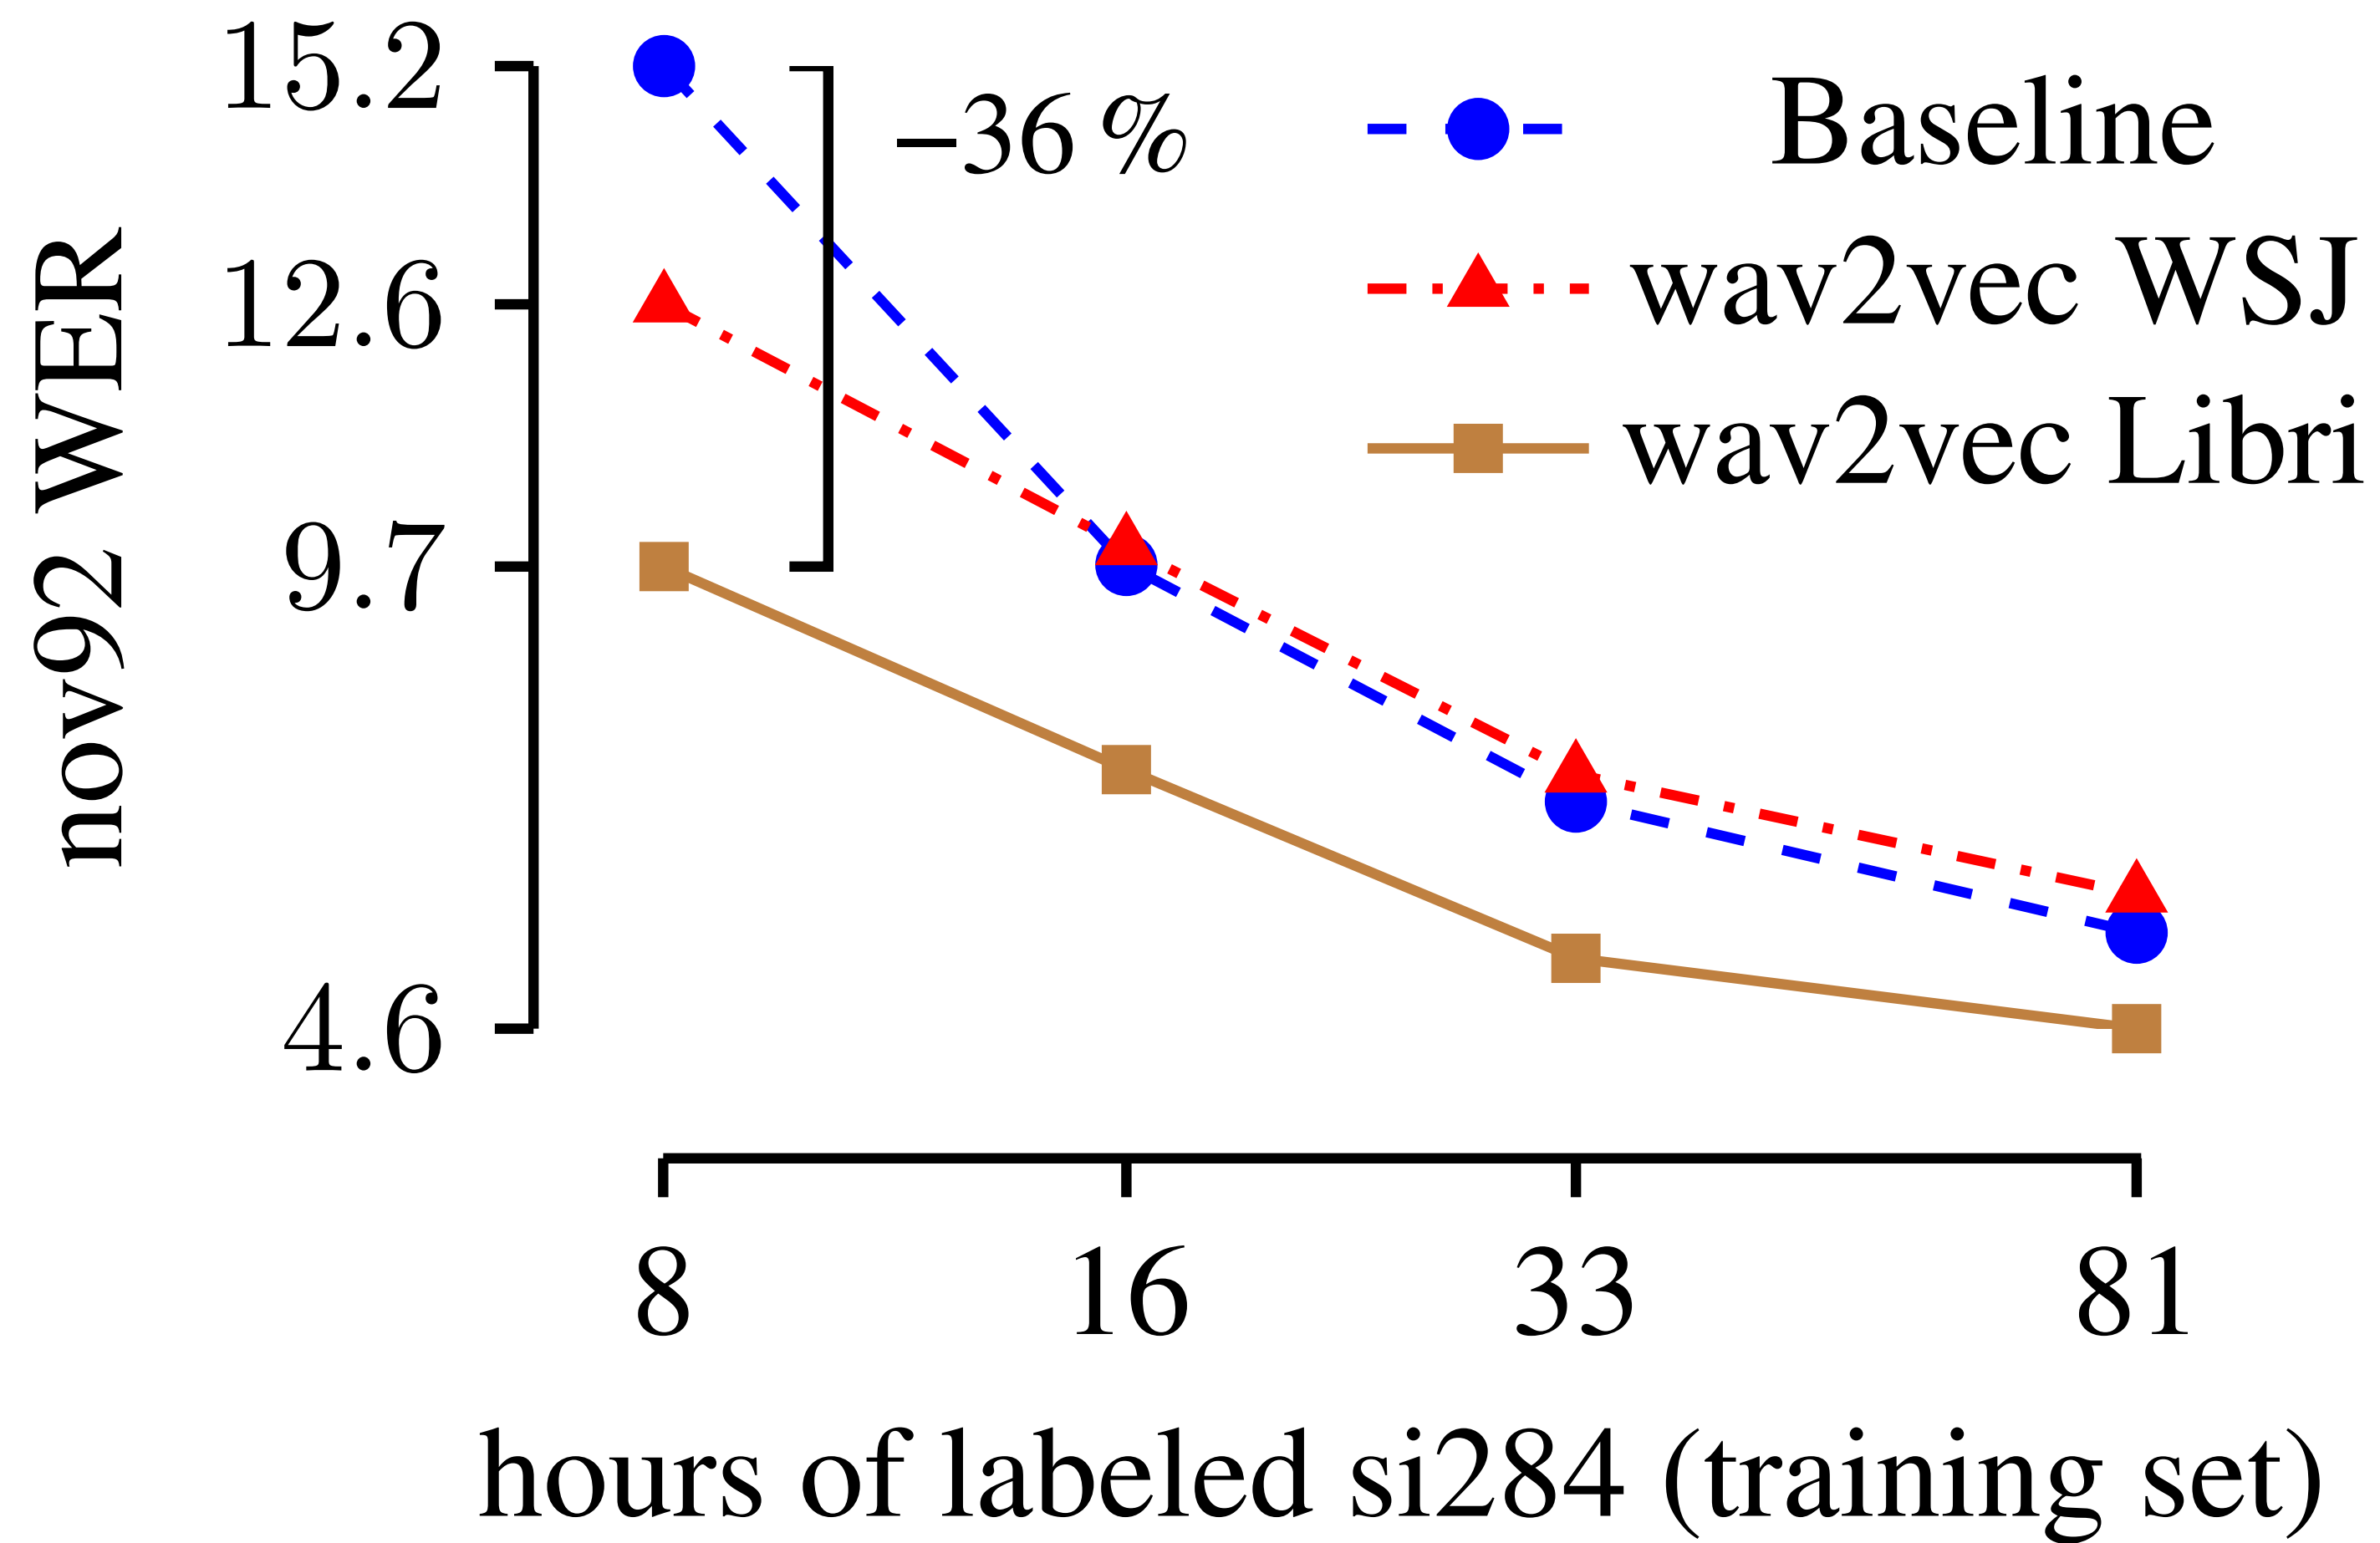 nov92 WER
15.2
12.6
9.7
4.6
−36 %
Baseline
wav2vec WSJ
wav2vec Libri
8 16 33 81
hours of labeled si284 (training set)